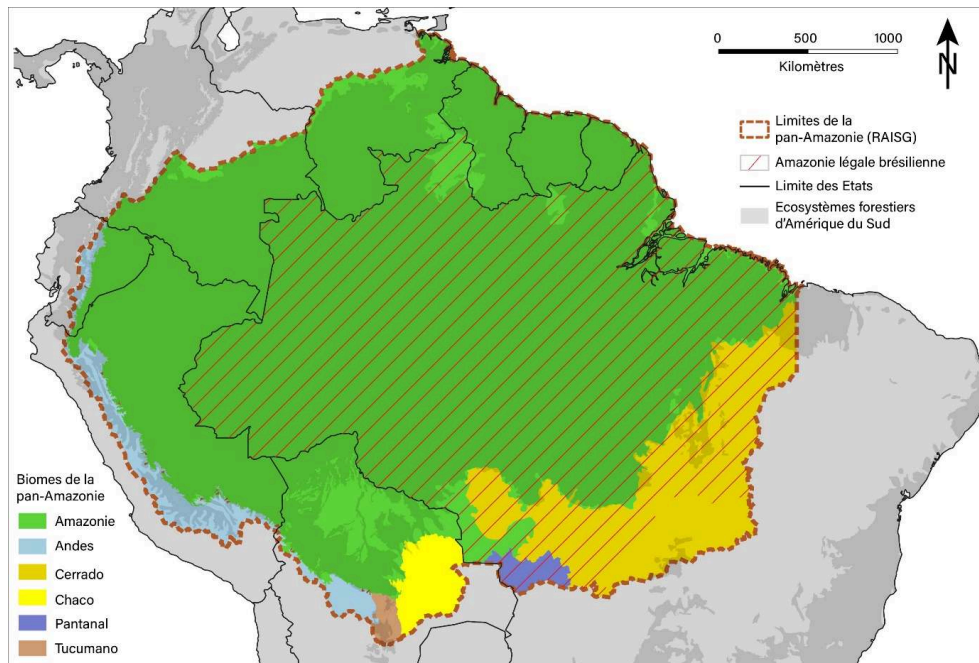 0 500 1000
Kilomètres
N
Limites de la
pan-Amazonie (RAISG)
Amazonie légale brésilienne
Limite des Etats
Ecosystèmes forestiers
d'Amérique du Sud
Biomes de la
pan-Amazonie
Amazonie
Andes
Cerrado
Chaco
Pantanal
Tucumano